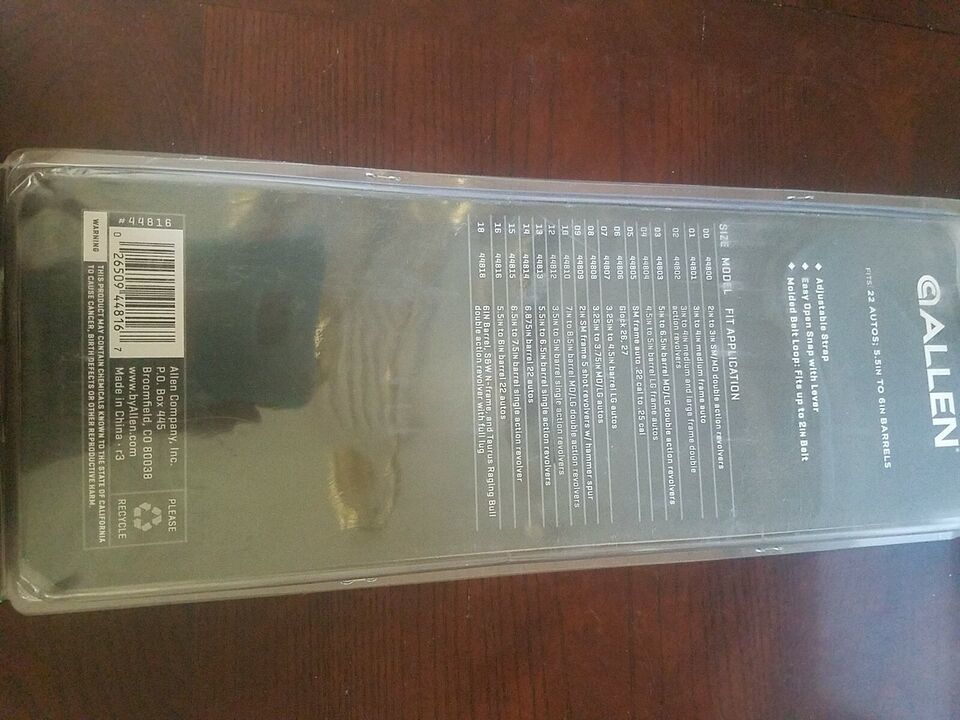 ALLEN®
FITS: 22 AUTOS; 5.5IN TO 6IN BARRELS
◆ Adjustable Strap
◆ Easy Open Snap with Lever
◆ Molded Belt Loop: Fits up to 2IN Belt
SIZE MODEL FIT APPLICATION
00 44800 2IN to 3IN SM/MD double action revolvers
01 44801 3IN to 4IN medium frame auto
02 44802 3IN to 4IN medium and large frame double
action revolvers
03 44803 5IN to 6.5IN barrel MD/LG double action revolvers
04 44804 4.5IN to 5IN barrel LG frame autos
05 44805 SM frame auto .22 cal to .25 cal
06 44806 Glock 26, 27
07 44807 3.25IN to 4.5IN barrel LG autos
08 44808 3.25IN to 3.75IN MD/LG autos
09 44809 2IN SM frame 5 shot revolvers w/ hammer spur
10 44810 7IN to 8.5IN barrel MD/LG double action revolvers
12 44812 3.5IN to 5IN barrel single action revolvers
13 44813 5.5IN to 6.5IN barrel single action revolvers
14 44814 6.875IN barrel 22 autos
15 44815 6.5IN to 7.5IN barrel single action revolver
16 44816 5.5IN to 6IN barrel 22 autos
18 44818 6IN Barrel, S&W N-frame, and Taurus Raging Bull
double action revolver with full lug
#44816
0 26509 44816 7
Allen Company, Inc.
P.O. Box 445
Broomfield, CO 80038
www.byAllen.com
Made in China • r3
PLEASE
RECYCLE
WARNING THIS PRODUCT MAY CONTAIN CHEMICALS KNOWN TO THE STATE OF CALIFORNIA
TO CAUSE CANCER, BIRTH DEFECTS OR OTHER REPRODUCTIVE HARM.